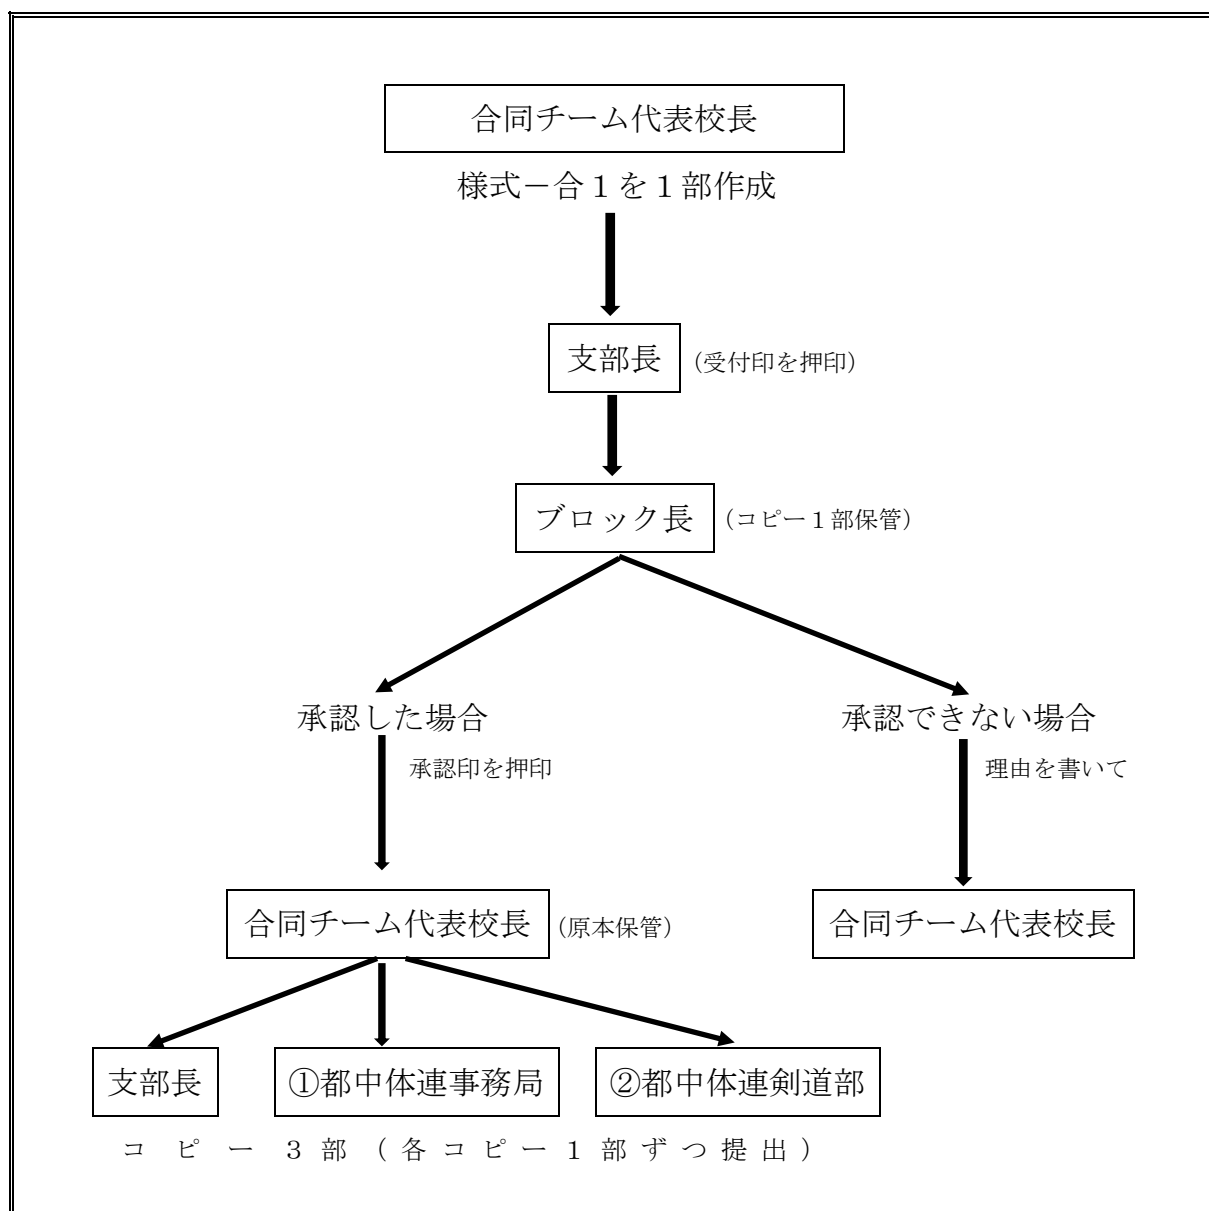 合同チーム代表校長
様式－合１を１部作成
支部長 （受付印を押印）
ブロック長 （コピー１部保管）
承認した場合 承認できない場合
承認印を押印 理由を書いて
合同チーム代表校長 （原本保管） 合同チーム代表校長
支部長 ①都中体連事務局 ②都中体連剣道部
コピー３部（各コピー１部ずつ提出）